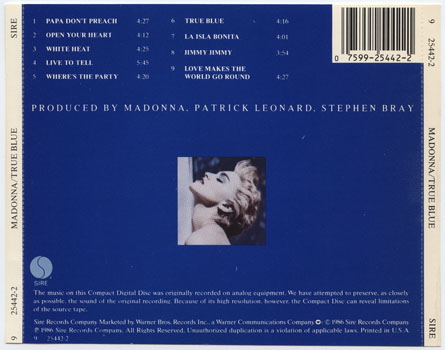 SIRE
MADONNA/TRUE BLUE
9 25442-2
1 PAPA DON'T PREACH 4:27
2 OPEN YOUR HEART 4:12
3 WHITE HEAT 4:25
4 LIVE TO TELL 5:45
5 WHERE'S THE PARTY 4:20
6 TRUE BLUE 4:16
7 LA ISLA BONITA 4:01
8 JIMMY JIMMY 3:54
9 LOVE MAKES THE
WORLD GO ROUND 4:27
0 7599-25442-2
PRODUCED BY MADONNA, PATRICK LEONARD, STEPHEN BRAY
SIRE
The music on this Compact Digital Disc was originally recorded on analog equipment. We have attempted to preserve, as closely
as possible, the sound of the original recording. Because of its high resolution, however, the Compact Disc can reveal limitations
of the source tape.
Sire Records Company Marketed by Warner Bros. Records Inc., a Warner Communications Company © 1986 Sire Records Company
℗ 1986 Sire Records Company. All Rights Reserved. Unauthorized duplication is a violation of applicable laws. Printed in U.S.A
9 25442-2
9 25442-2
MADONNA/TRUE BLUE
SIRE